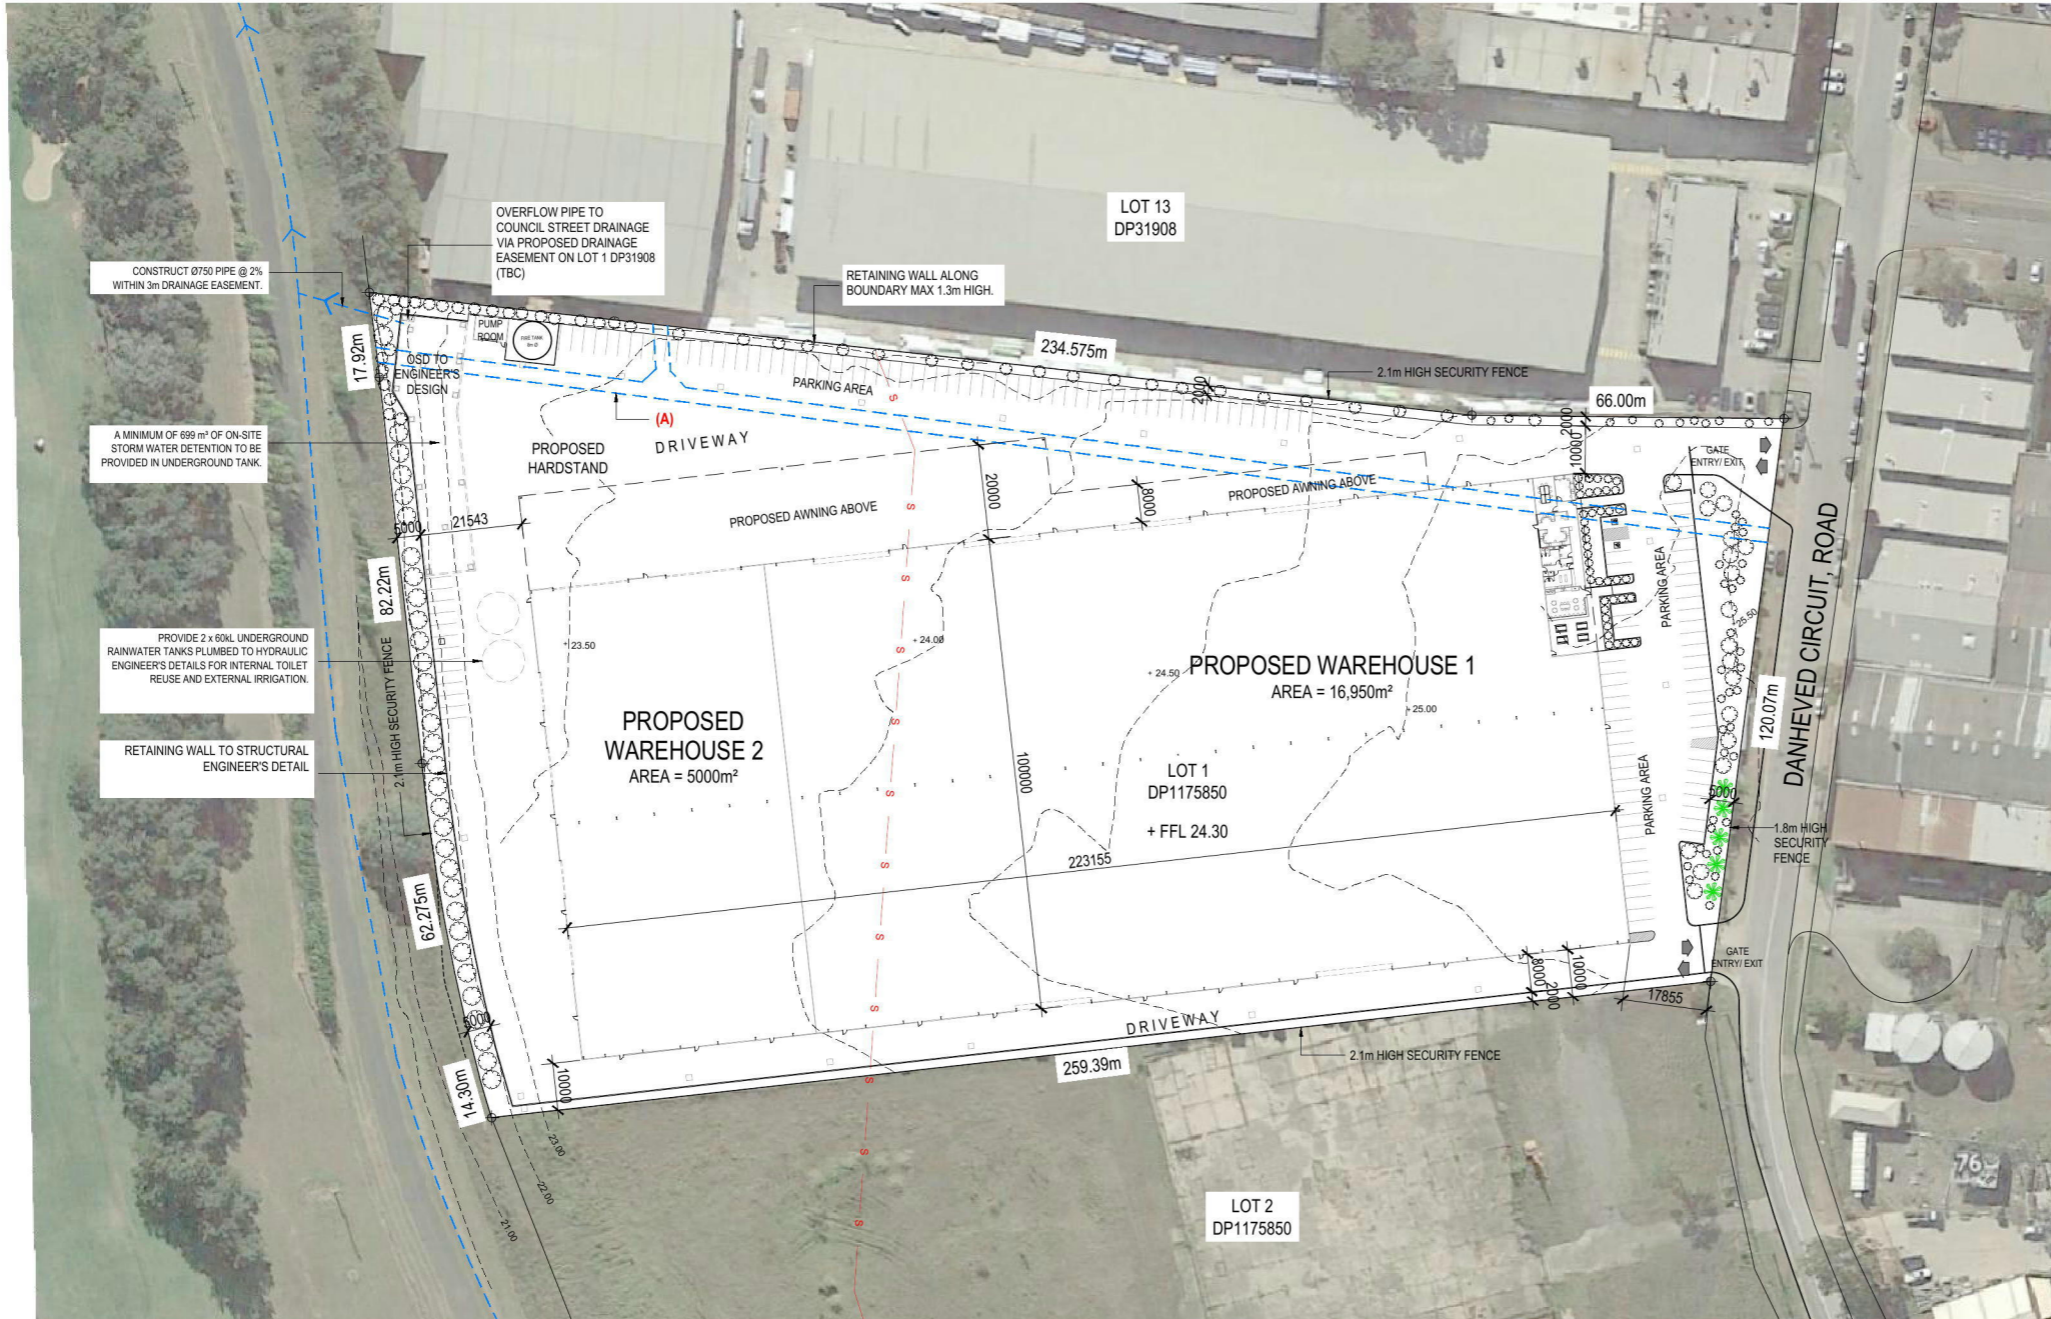 LOT 13
DP31908
OVERFLOW PIPE TO
COUNCIL STREET DRAINAGE
VIA PROPOSED DRAINAGE
EASEMENT ON LOT 1 DP31908
(TBC)
CONSTRUCT Ø750 PIPE @ 2%
WITHIN 3m DRAINAGE EASEMENT.
RETAINING WALL ALONG
BOUNDARY MAX 1.3m HIGH.
PUMP
ROOM
FIRE TANK
17.92m
OSD TO
ENGINEER'S
DESIGN
234.575m
2.1m HIGH SECURITY FENCE
PARKING AREA
2000
66.00m
2000
10000
(A)
A MINIMUM OF 699 m³ OF ON-SITE
STORM WATER DETENTION TO BE
PROVIDED IN UNDERGROUND TANK.
PROPOSED
HARDSTAND
DRIVEWAY
S
GATE
ENTRY/ EXIT
20000
8000
PROPOSED AWNING ABOVE
PROPOSED AWNING ABOVE
5000
21543
82.22m
S
S
PARKING AREA
DANHEVED CIRCUIT, ROAD
25.50
PROVIDE 2 x 60kL UNDERGROUND
RAINWATER TANKS PLUMBED TO HYDRAULIC
ENGINEER'S DETAILS FOR INTERNAL TOILET
REUSE AND EXTERNAL IRRIGATION.
+ 23.50
+ 24.00
+ 24.50
PROPOSED WAREHOUSE 1
AREA = 16,950m²
+ 25.00
2.1m HIGH SECURITY FENCE
S
PROPOSED
WAREHOUSE 2
AREA = 5000m²
S
120.07m
RETAINING WALL TO STRUCTURAL
ENGINEER'S DETAIL
100000
LOT 1
DP1175850
+ FFL 24.30
S
PARKING AREA
5000
1.8m HIGH
SECURITY
FENCE
223155
S
62.275m
S
GATE
ENTRY/ EXIT
8000
2000
10000
17855
5000
S
DRIVEWAY
2.1m HIGH SECURITY FENCE
259.39m
14.30m
10000
S
23.00
22.00
21.00
S
S
LOT 2
DP1175850
76